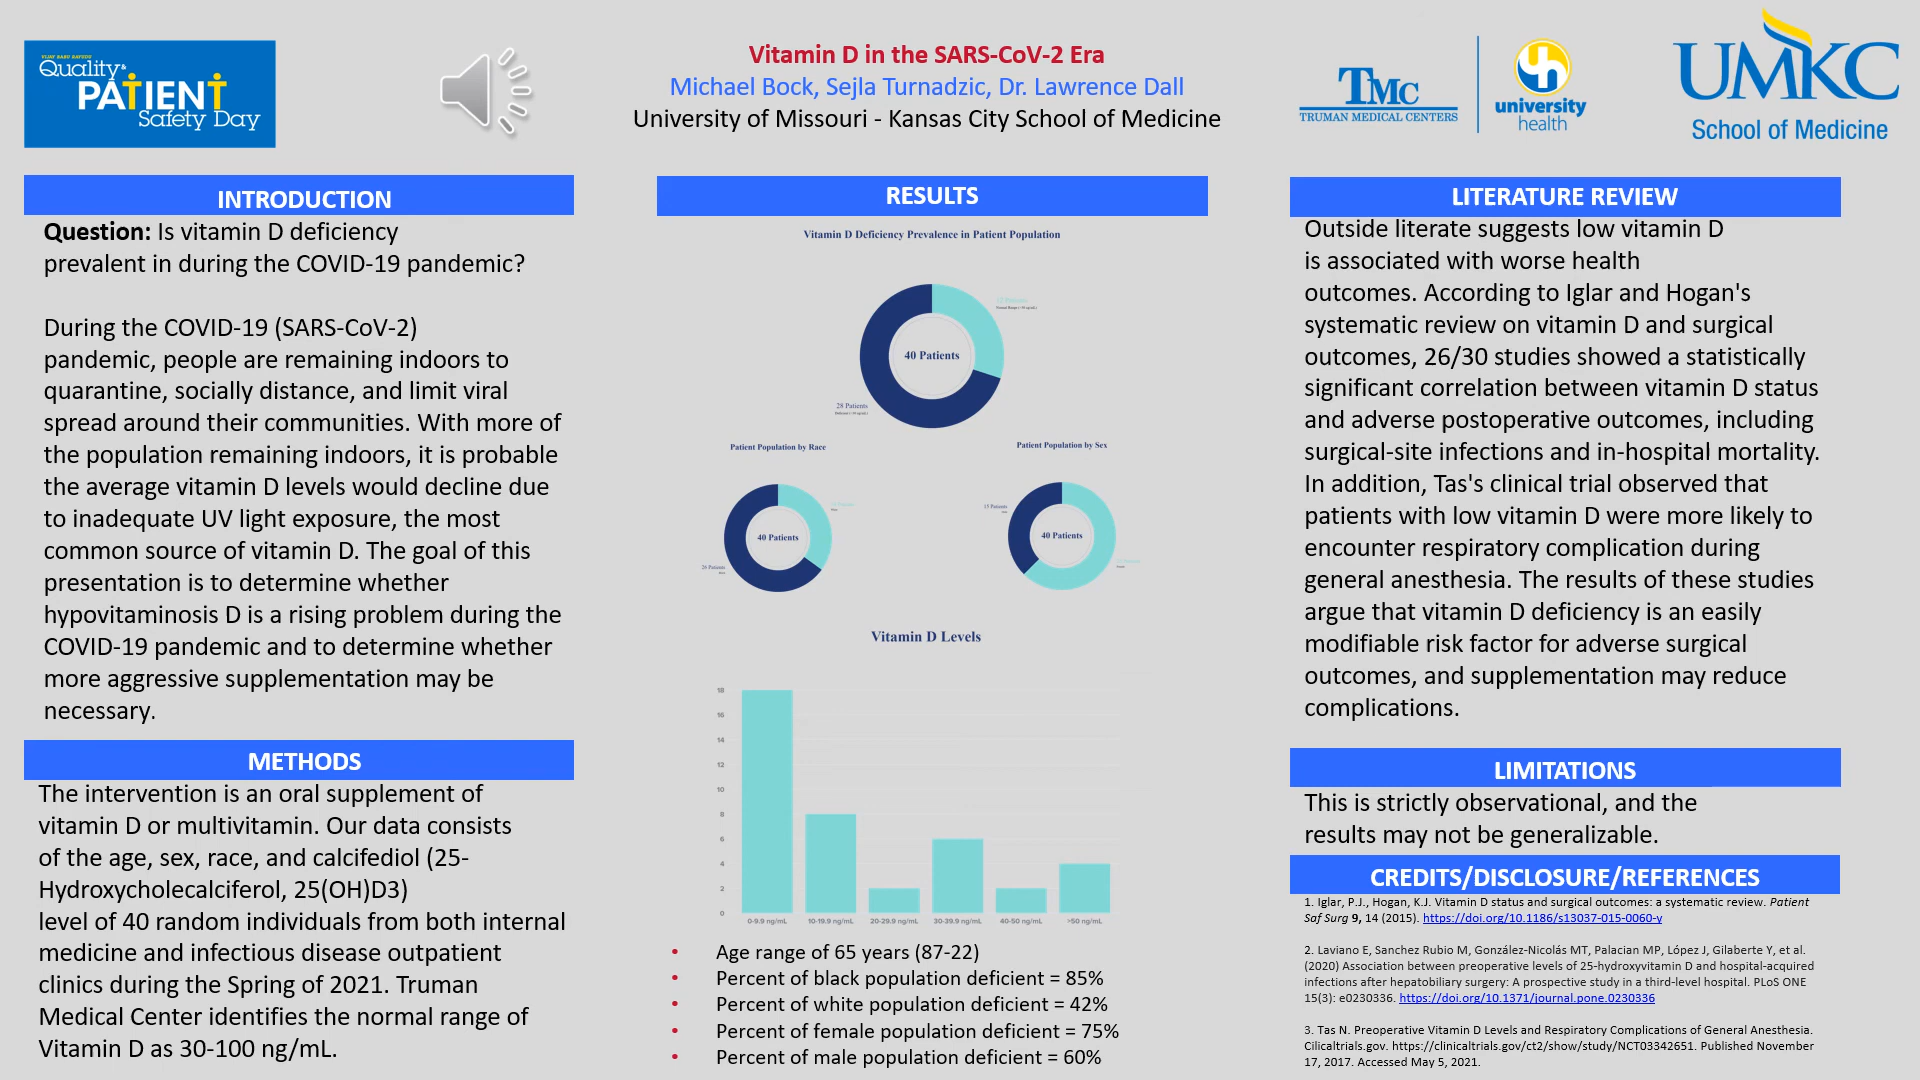 VIJAY BABU RAYUDU
Quality &
PATIENT
Safety Day
Vitamin D in the SARS-CoV-2 Era
Michael Bock, Sejla Turnadzic, Dr. Lawrence Dall
University of Missouri - Kansas City School of Medicine
TMC
TRUMAN MEDICAL CENTERS
university
health
UMKC
School of Medicine
INTRODUCTION
Question: Is vitamin D deficiency
prevalent in during the COVID-19 pandemic?
During the COVID-19 (SARS-CoV-2)
pandemic, people are remaining indoors to
quarantine, socially distance, and limit viral
spread around their communities. With more of
the population remaining indoors, it is probable
the average vitamin D levels would decline due
to inadequate UV light exposure, the most
common source of vitamin D. The goal of this
presentation is to determine whether
hypovitaminosis D is a rising problem during the
COVID-19 pandemic and to determine whether
more aggressive supplementation may be
necessary.
METHODS
The intervention is an oral supplement of
vitamin D or multivitamin. Our data consists
of the age, sex, race, and calcifediol (25-
Hydroxycholecalciferol, 25(OH)D3)
level of 40 random individuals from both internal
medicine and infectious disease outpatient
clinics during the Spring of 2021. Truman
Medical Center identifies the normal range of
Vitamin D as 30-100 ng/mL.
RESULTS
Vitamin D Deficiency Prevalence in Patient Population
12 Patients
40 Patients
28 Patients
Patient Population by Race
40 Patients
26 Patients
Patient Population by Sex
15 Patients
40 Patients
Vitamin D Levels
18
16
14
12
10
8
6
4
2
0
0-9.9 ng/mL 10-19.9 ng/mL 20-29.9 ng/mL 30-39.9 ng/mL 40-50 ng/mL >50 ng/mL
• Age range of 65 years (87-22)
• Percent of black population deficient = 85%
• Percent of white population deficient = 42%
• Percent of female population deficient = 75%
• Percent of male population deficient = 60%
LITERATURE REVIEW
Outside literate suggests low vitamin D
is associated with worse health
outcomes. According to Iglar and Hogan's
systematic review on vitamin D and surgical
outcomes, 26/30 studies showed a statistically
significant correlation between vitamin D status
and adverse postoperative outcomes, including
surgical-site infections and in-hospital mortality.
In addition, Tas's clinical trial observed that
patients with low vitamin D were more likely to
encounter respiratory complication during
general anesthesia. The results of these studies
argue that vitamin D deficiency is an easily
modifiable risk factor for adverse surgical
outcomes, and supplementation may reduce
complications.
LIMITATIONS
This is strictly observational, and the
results may not be generalizable.
CREDITS/DISCLOSURE/REFERENCES
1. Iglar, P.J., Hogan, K.J. Vitamin D status and surgical outcomes: a systematic review. Patient
Saf Surg 9, 14 (2015). https://doi.org/10.1186/s13037-015-0060-y
2. Laviano E, Sanchez Rubio M, González-Nicolás MT, Palacian MP, López J, Gilaberte Y, et al.
(2020) Association between preoperative levels of 25-hydroxyvitamin D and hospital-acquired
infections after hepatobiliary surgery: A prospective study in a third-level hospital. PLoS ONE
15(3): e0230336. https://doi.org/10.1371/journal.pone.0230336
3. Tas N. Preoperative Vitamin D Levels and Respiratory Complications of General Anesthesia.
Cilicaltrials.gov. https://clinicaltrials.gov/ct2/show/study/NCT03342651. Published November
17, 2017. Accessed May 5, 2021.